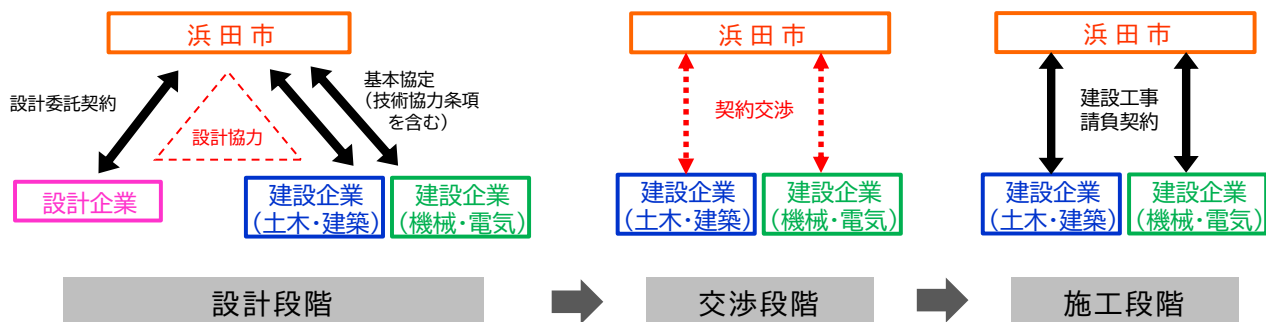 浜田市
設計委託契約
設計協力
基本協定
（技術協力条項
を含む）
設計企業
建設企業
（土木・建築）
建設企業
（機械・電気）
設計段階
浜田市
契約交渉
建設企業
（土木・建築）
建設企業
（機械・電気）
交渉段階
浜田市
建設工事
請負契約
建設企業
（土木・建築）
建設企業
（機械・電気）
施工段階